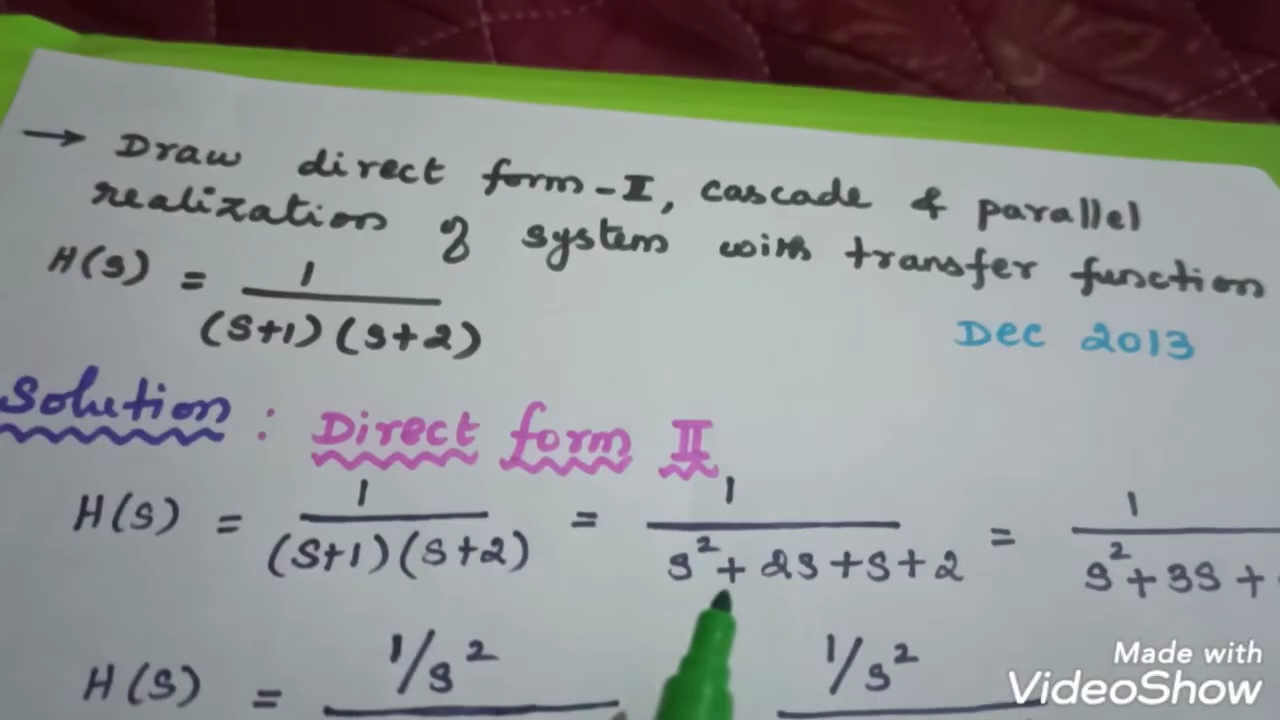 → Draw direct form-II, cascade & parallel
realization of system with transfer function
H(s) = 1 / (s+1)(s+2)
Dec 2013
Solution : Direct form II
H(s) = 1 / (s+1)(s+2) = 1 / s²+2s+s+2 = 1 / s²+3s+
H(s) = 1/s² 1/s²
Made with
VideoShow